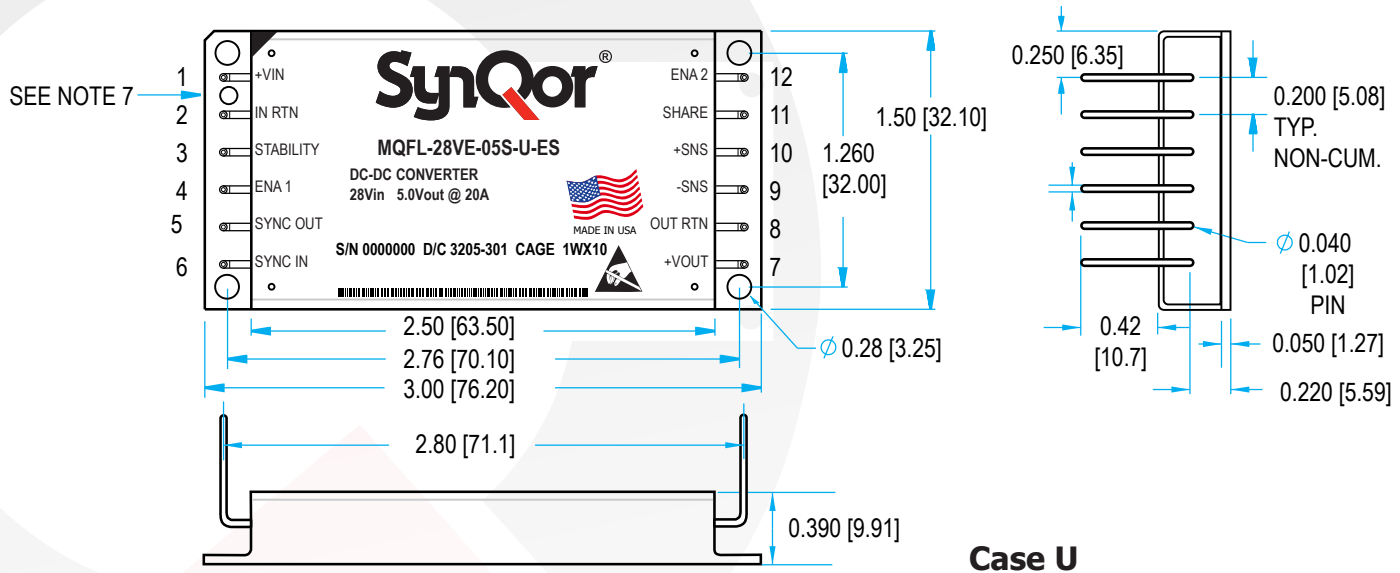 SEE NOTE 7
1
2
3
4
5
6
+VIN
IN RTN
STABILITY
ENA 1
SYNC OUT
SYNC IN
SynQor®
MQFL-28VE-05S-U-ES
DC-DC CONVERTER
28Vin 5.0Vout @ 20A
MADE IN USA
S/N 0000000 D/C 3205-301 CAGE 1WX10
ENA 2
SHARE
+SNS
-SNS
OUT RTN
+VOUT
12
11
10
9
8
7
1.260
[32.00]
1.50 [32.10]
2.50 [63.50]
2.76 [70.10]
3.00 [76.20]
∅ 0.28 [3.25]
0.250 [6.35]
0.200 [5.08]
TYP.
NON-CUM.
∅ 0.040
[1.02]
PIN
0.42
[10.7]
0.050 [1.27]
0.220 [5.59]
2.80 [71.1]
0.390 [9.91]
Case U